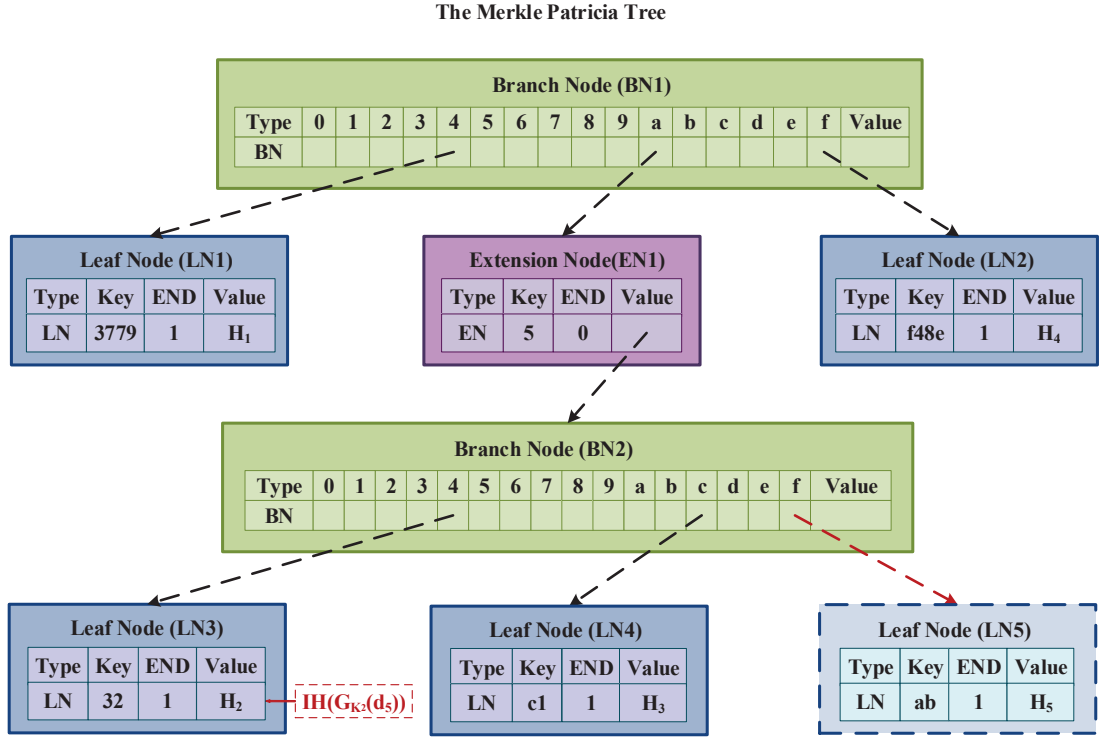 The Merkle Patricia Tree
Branch Node (BN1)
Type 0 1 2 3 4 5 6 7 8 9 a b c d e f Value
BN
Leaf Node (LN1)
Type Key END Value
LN 3779 1 H1
Extension Node(EN1)
Type Key END Value
EN 5 0
Leaf Node (LN2)
Type Key END Value
LN f48e 1 H4
Branch Node (BN2)
Type 0 1 2 3 4 5 6 7 8 9 a b c d e f Value
BN
Leaf Node (LN3)
Type Key END Value
LN 32 1 H2
IH(GK2(d5))
Leaf Node (LN4)
Type Key END Value
LN c1 1 H3
Leaf Node (LN5)
Type Key END Value
LN ab 1 H5